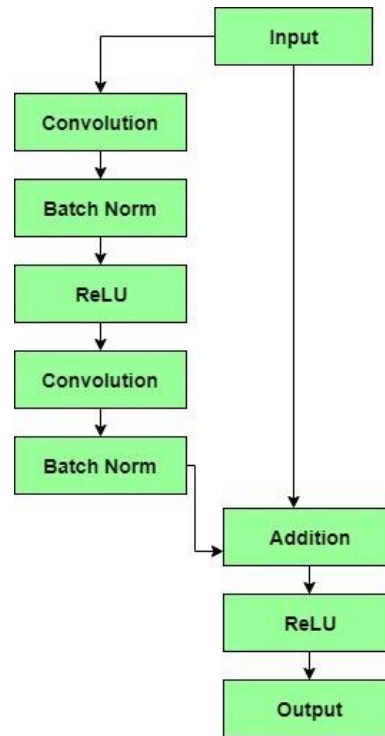 Input
Convolution
Batch Norm
ReLU
Convolution
Batch Norm
Addition
ReLU
Output